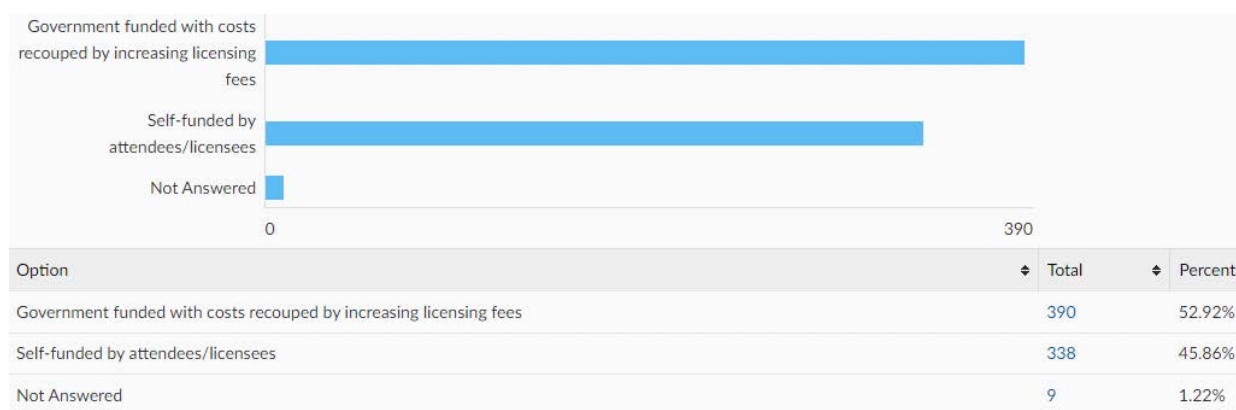 Government funded with costs
recouped by increasing licensing
fees
Self-funded by
attendees/licensees
Not Answered
0 390
Option Total Percent
Government funded with costs recouped by increasing licensing fees 390 52.92%
Self-funded by attendees/licensees 338 45.86%
Not Answered 9 1.22%